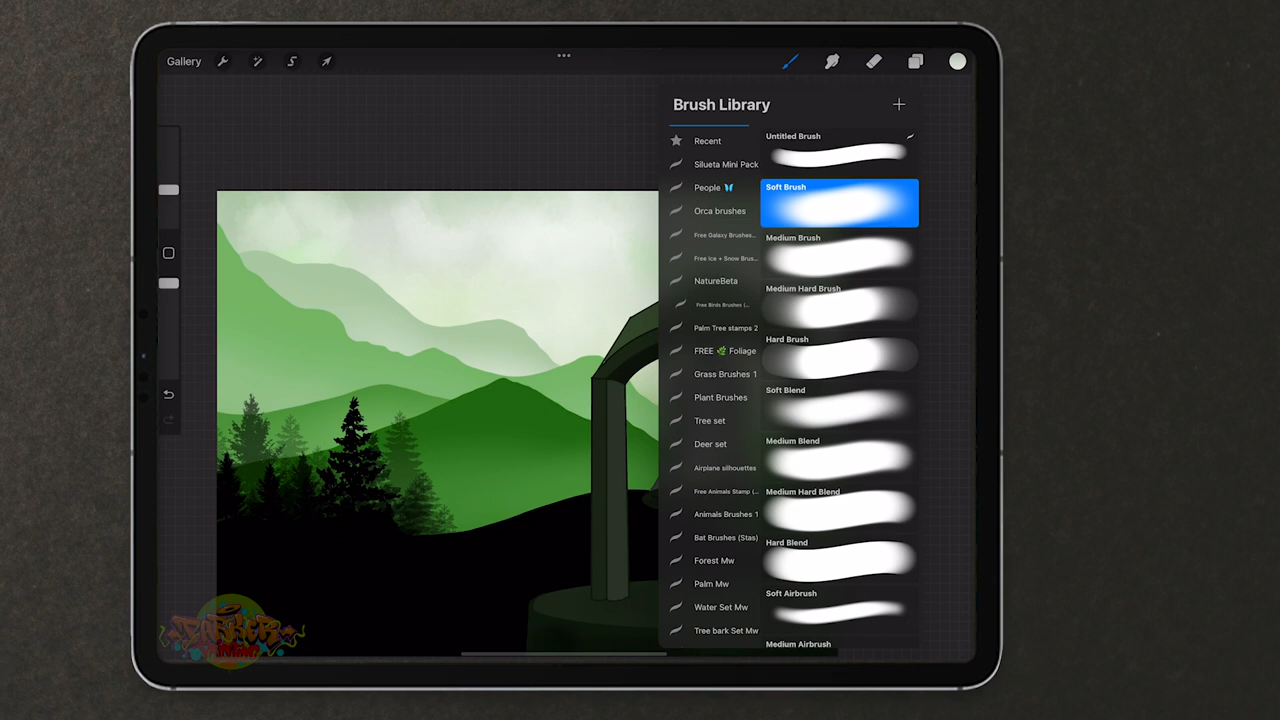 Gallery
Brush Library
Recent
Silueta Mini Pack
People
Orca brushes
Free Galaxy Brushes...
Free Ice + Snow Brus...
NatureBeta
Free Birds Brushes (...
Palm Tree stamps 2
FREE 🌿 Foliage
Grass Brushes 1
Plant Brushes
Tree set
Deer set
Airplane silhouettes
Free Animals Stamp (...
Animals Brushes 1
Bat Brushes (Stas)
Forest Mw
Palm Mw
Water Set Mw
Tree bark Set Mw
Untitled Brush
Soft Brush
Medium Brush
Medium Hard Brush
Hard Brush
Soft Blend
Medium Blend
Medium Hard Blend
Hard Blend
Soft Airbrush
Medium Airbrush